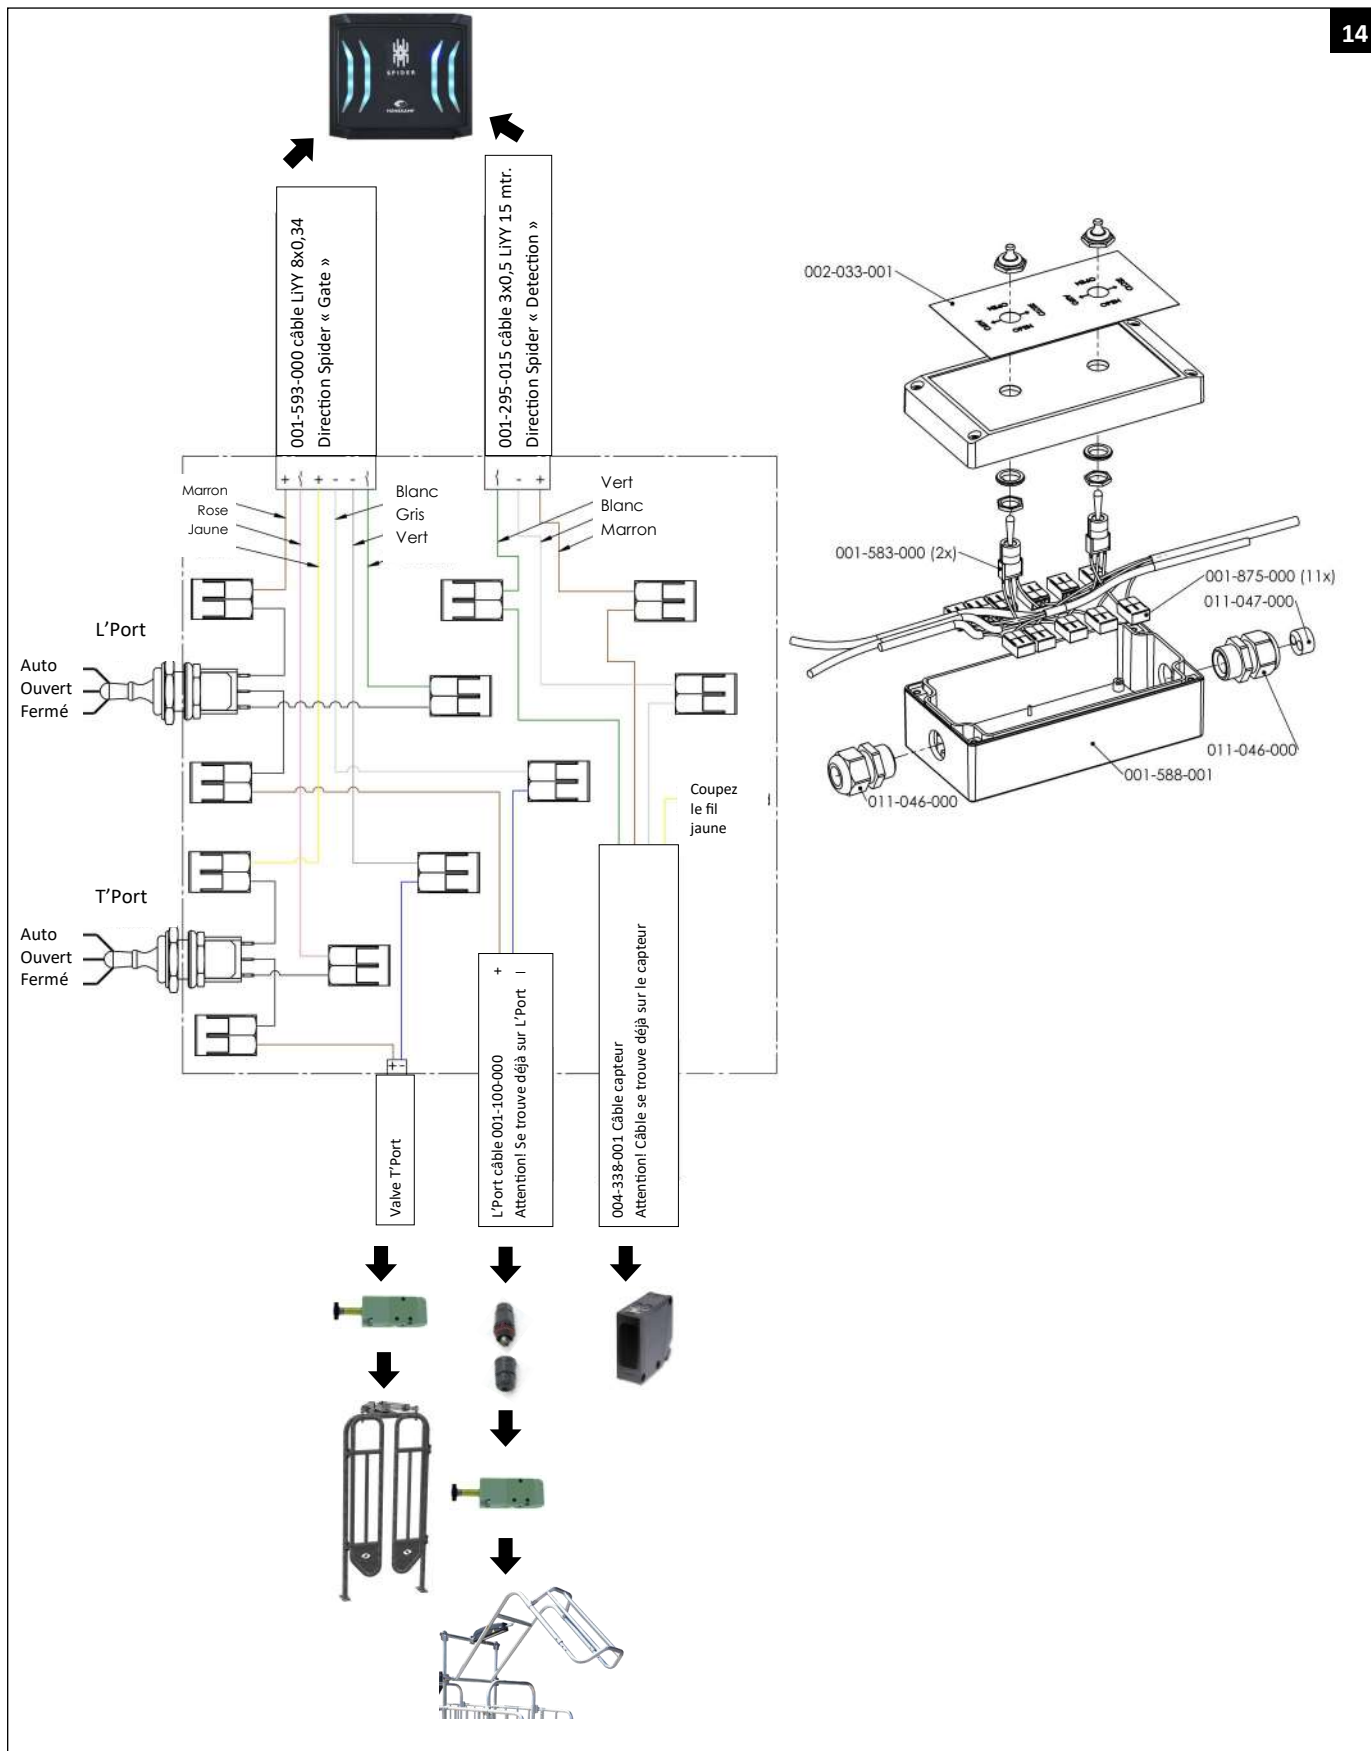 14
SPIDER
001-593-000 câble LiYY 8x0,34
Direction Spider « Gate »
001-295-015 câble 3x0,5 LiYY 15 mtr.
Direction Spider « Detection »
+ + - -
- +
Marron
Rose
Jaune
Blanc
Gris
Vert
Vert
Blanc
Marron
L'Port
Auto
Ouvert
Fermé
T'Port
Auto
Ouvert
Fermé
Coupez
le fil
jaune
+ -
Valve T'Port
L'Port câble 001-100-000 +
Attention! Se trouve déjà sur L'Port –
004-338-001 Câble capteur
Attention! Câble se trouve déjà sur le capteur
002-033-001
OPEN
OPEN
001-583-000 (2x)
001-875-000 (11x)
011-047-000
011-046-000
001-588-001
011-046-000